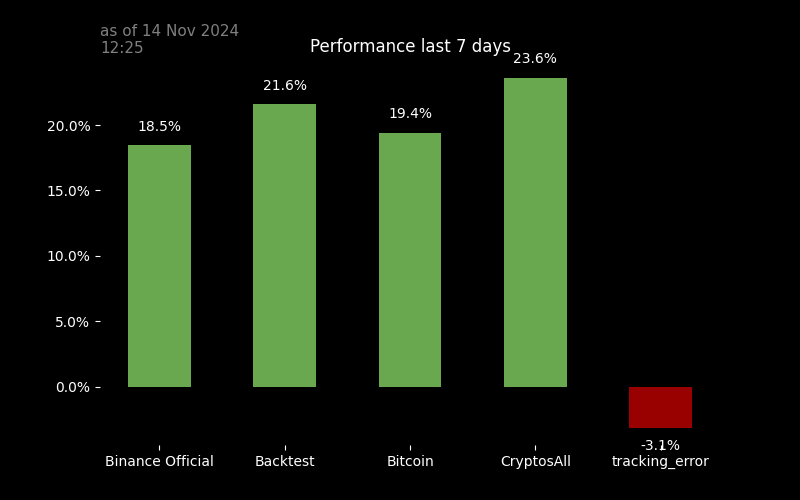 as of 14 Nov 2024
12:25
Performance last 7 days
23.6%
21.6%
19.4%
18.5%
20.0%
15.0%
10.0%
5.0%
0.0%
-3.1%
Binance Official
Backtest
Bitcoin
CryptosAll
tracking_error